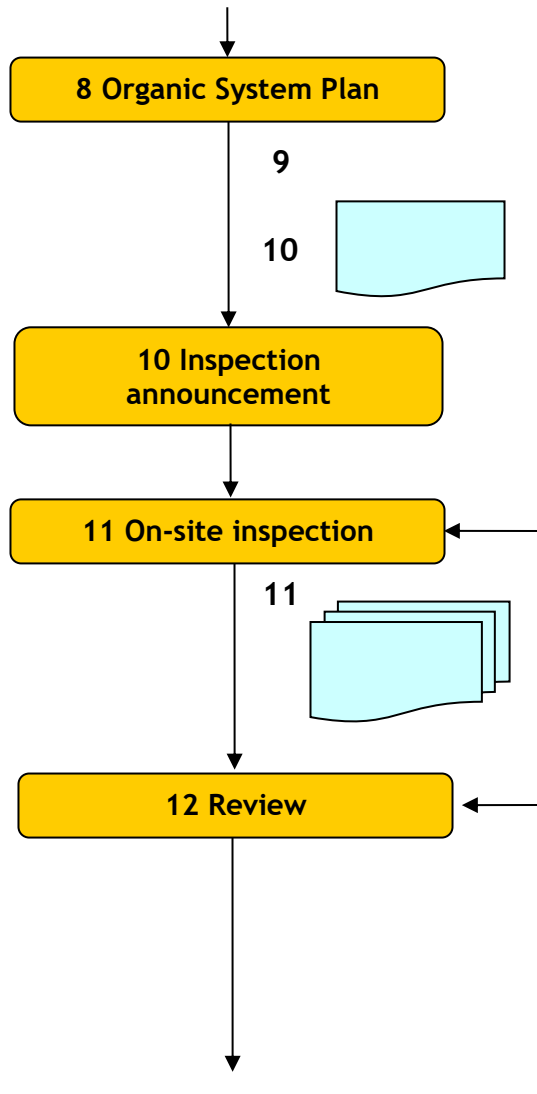 8 Organic System Plan
9
10
10 Inspection
announcement
11 On-site inspection
11
12 Review